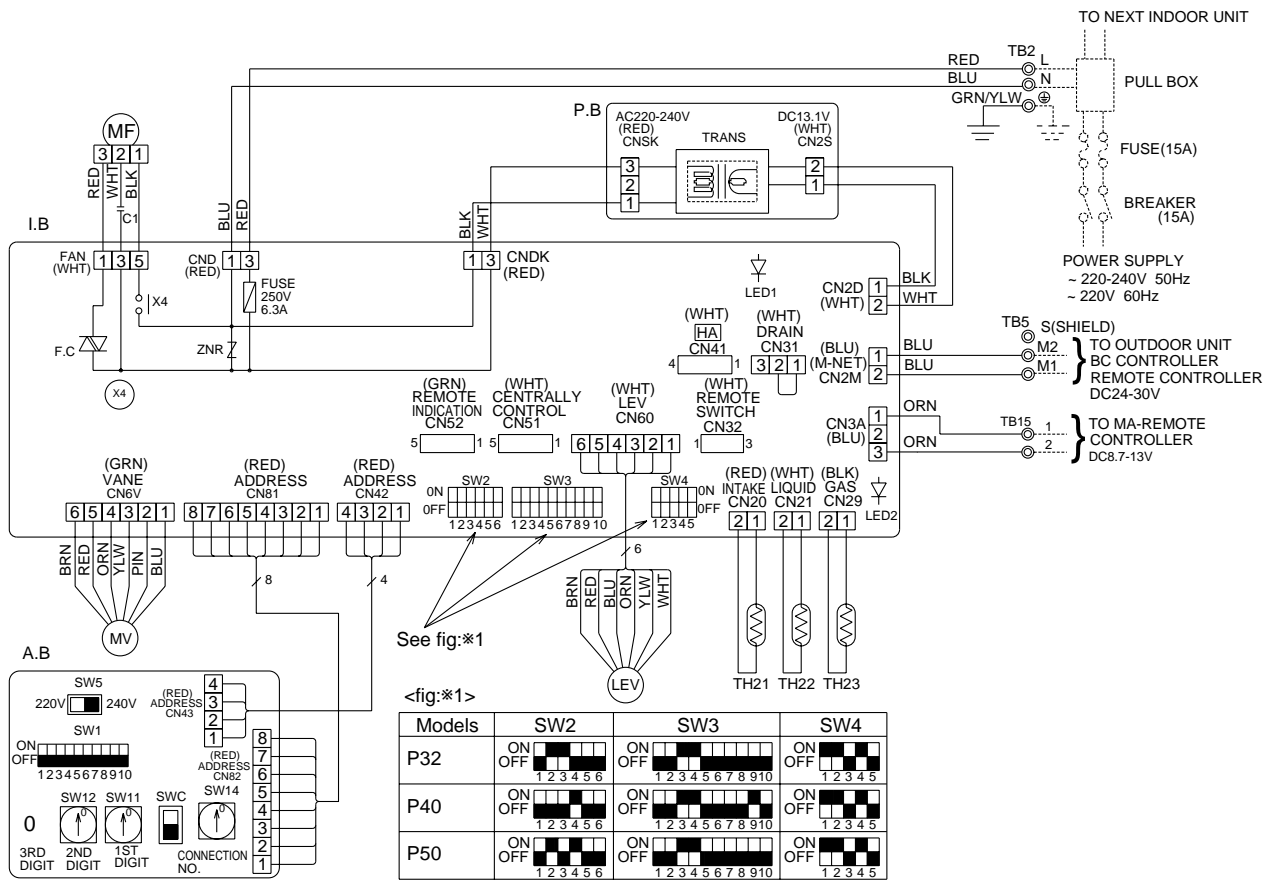 TO NEXT INDOOR UNIT
TB2
RED L
BLU N
GRN/YLW
PULL BOX
FUSE(15A)
BREAKER
(15A)
POWER SUPPLY
~ 220-240V 50Hz
~ 220V 60Hz
P.B
AC220-240V
(RED)
CNSK
TRANS
DC13.1V
(WHT)
CN2S
3
2
1
2
1
MF
3 2 1
RED
WHT
BLK
C1
BLU
RED
BLK
WHT
I.B
FAN
(WHT)
1 3 5
CND
(RED)
1 3
CNDK
(RED)
1 3
FUSE
250V
6.3A
X4
F.C
ZNR
X4
LED1
CN2D
(WHT)
1
2
BLK
WHT
(WHT)
HA
CN41
4 1
(WHT)
DRAIN
CN31
3 2 1
(BLU)
(M-NET)
CN2M
1
2
BLU
BLU
TB5 S(SHIELD)
M2
M1
TO OUTDOOR UNIT
BC CONTROLLER
REMOTE CONTROLLER
DC24-30V
CN3A
(BLU)
1
2
3
ORN
ORN
TB15
1
2
TO MA-REMOTE
CONTROLLER
DC8.7-13V
(GRN)
REMOTE
INDICATION
CN52
5 1
(WHT)
CENTRALLY
CONTROL
CN51
5 1
(WHT)
LEV
CN60
6 5 4 3 2 1
(WHT)
REMOTE
SWITCH
CN32
1 3
(GRN)
VANE
CN6V
6 5 4 3 2 1
(RED)
ADDRESS
CN81
8 7 6 5 4 3 2 1
(RED)
ADDRESS
CN42
4 3 2 1
SW2
ON
OFF
1 2 3 4 5 6
SW3
1 2 3 4 5 6 7 8 9 10
SW4
ON
OFF
1 2 3 4 5
(RED)
INTAKE
CN20
2 1
(WHT)
LIQUID
CN21
2 1
(BLK)
GAS
CN29
2 1
LED2
BRN
RED
ORN
YLW
PIN
BLU
MV
8
4
6
BRN
RED
BLU
ORN
YLW
WHT
LEV
TH21
TH22
TH23
See fig:※1
A.B
SW5
220V 240V
(RED)
ADDRESS
CN43
4
3
2
1
SW1
ON
OFF
1 2 3 4 5 6 7 8 9 10
(RED)
ADDRESS
CN82
8
7
6
5
4
3
2
1
SW12
0
SW11
0
SWC
SW14
0
0
3RD
DIGIT
2ND
DIGIT
1ST
DIGIT
CONNECTION
NO.
<fig:※1>
Models SW2 SW3 SW4
P32 ON OFF 1 2 3 4 5 6 ON OFF 1 2 3 4 5 6 7 8 9 10 ON OFF 1 2 3 4 5
P40 ON OFF 1 2 3 4 5 6 ON OFF 1 2 3 4 5 6 7 8 9 10 ON OFF 1 2 3 4 5
P50 ON OFF 1 2 3 4 5 6 ON OFF 1 2 3 4 5 6 7 8 9 10 ON OFF 1 2 3 4 5